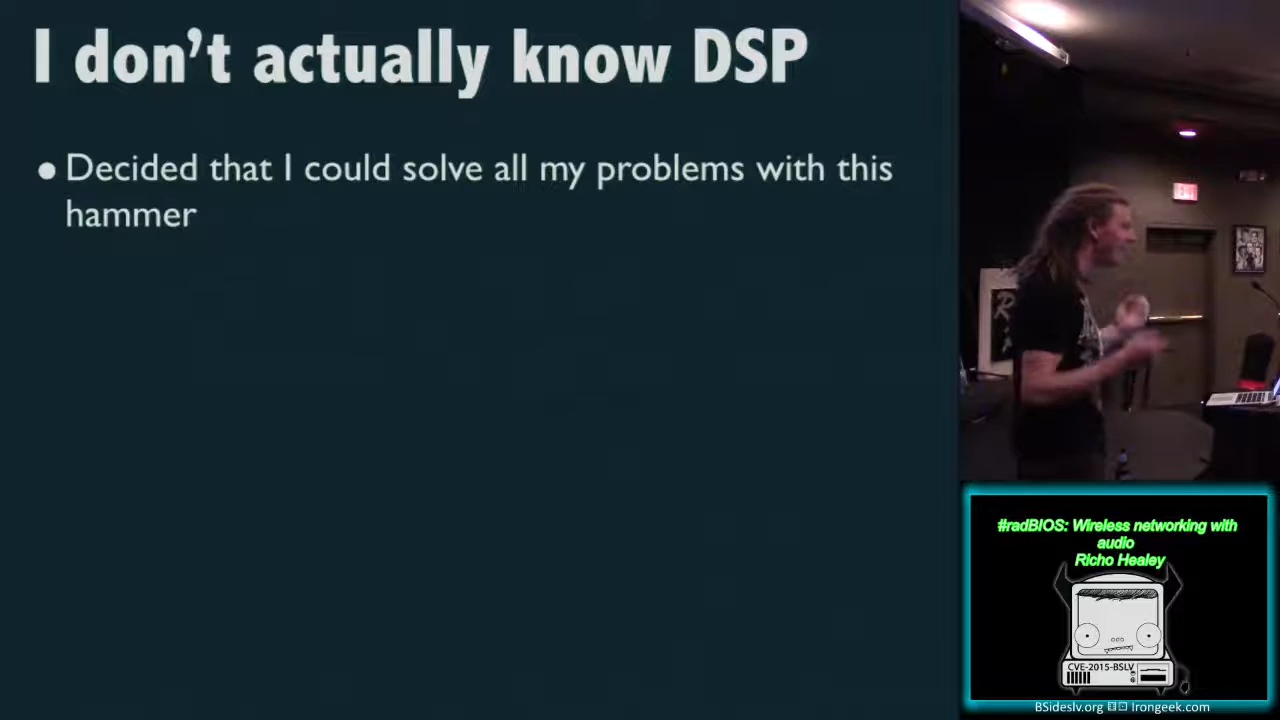 I don't actually know DSP
• Decided that I could solve all my problems with this
hammer
#radBIOS: Wireless networking with
audio
Richo Healey
CVE-2015-BSLV
BSideslv.org Irongeek.com